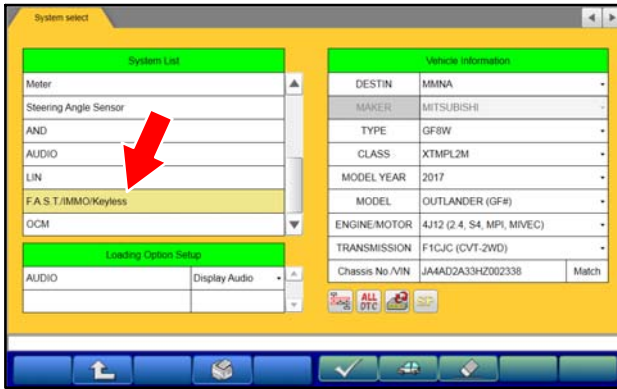 System select
System List
Meter
Steering Angle Sensor
AND
AUDIO
LIN
F.A.S.T./IMMO/Keyless
OCM
Loading Option Setup
AUDIO Display Audio
Vehicle Information
DESTIN MMNA
MAKER MITSUBISHI
TYPE GF8W
CLASS XTMPL2M
MODEL YEAR 2017
MODEL OUTLANDER (GF#)
ENGINE/MOTOR 4J12 (2.4, S4, MPI, MIVEC)
TRANSMISSION F1CJC (CVT-2WD)
Chassis No./VIN JA4AD2A33HZ002338 Match
ALL
DTC